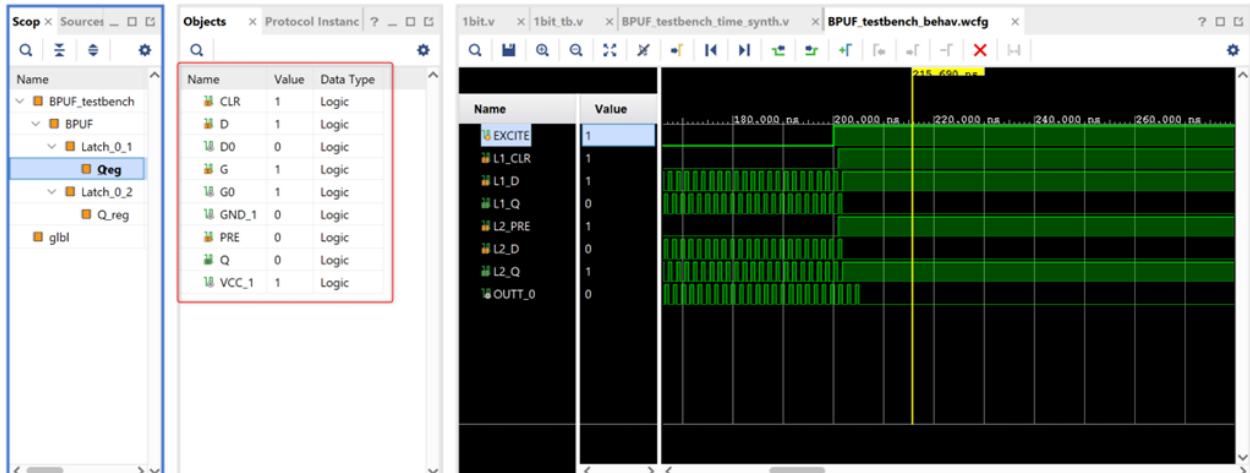 Scop × Sources
Name
BPUF_testbench
BPUF
Latch_0_1
Qreg
Latch_0_2
Q_reg
glbl
Objects × Protocol Instanc ?
Name Value Data Type
CLR 1 Logic
D 1 Logic
D0 0 Logic
G 1 Logic
G0 1 Logic
GND_1 0 Logic
PRE 0 Logic
Q 0 Logic
VCC_1 1 Logic
1bit.v × 1bit_tb.v × BPUF_testbench_time_synth.v × BPUF_testbench_behav.wcfg × ?
215.690 ns
Name Value
180.000 ns 200.000 ns 220.000 ns 240.000 ns 260.000 ns
EXCITE 1
L1_CLR 1
L1_D 1
L1_Q 0
L2_PRE 1
L2_D 0
L2_Q 1
OUTT_0 0